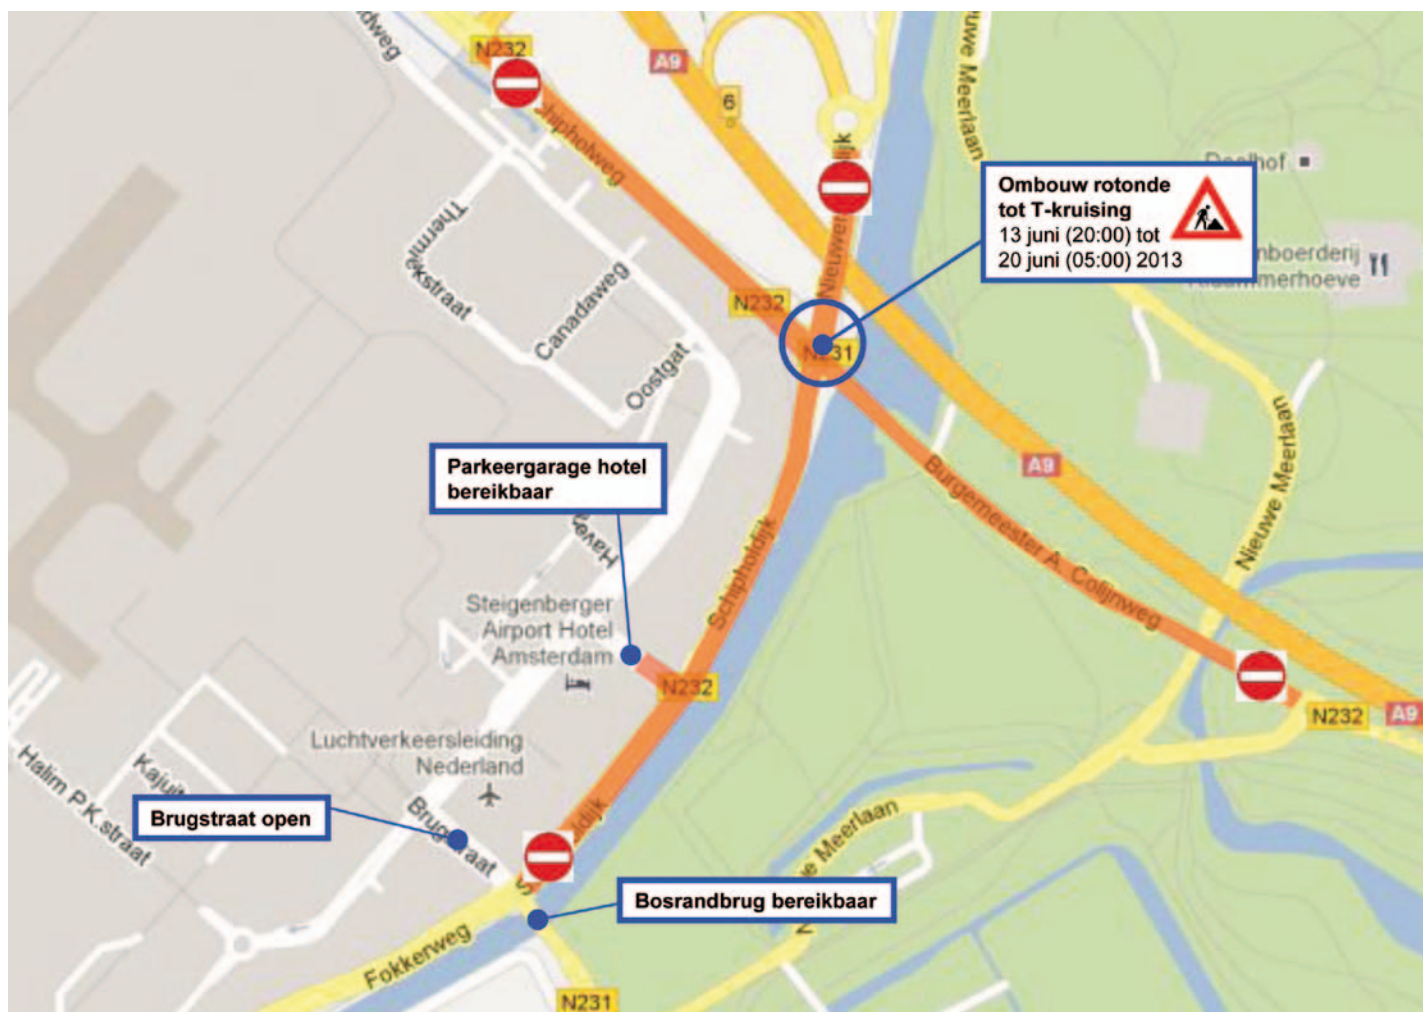 N232
A9
6
Schipholweg
Nieuwe Meerlaan
Ombouw rotonde
tot T-kruising
13 juni (20:00) tot
20 juni (05:00) 2013
Canadaweg
N232
N231
Oostgat
Parkeergarage hotel
bereikbaar
Schipholdijk
Burgemeester A. Colijnweg
A9
Nieuwe Meerlaan
Steigenberger
Airport Hotel
Amsterdam
N232
N232
A9
Luchtverkeersleiding
Nederland
Halim P.K.straat
Brugstraat open
Brugstraat
Meerlaan
Bosrandbrug bereikbaar
Fokkerweg
N231